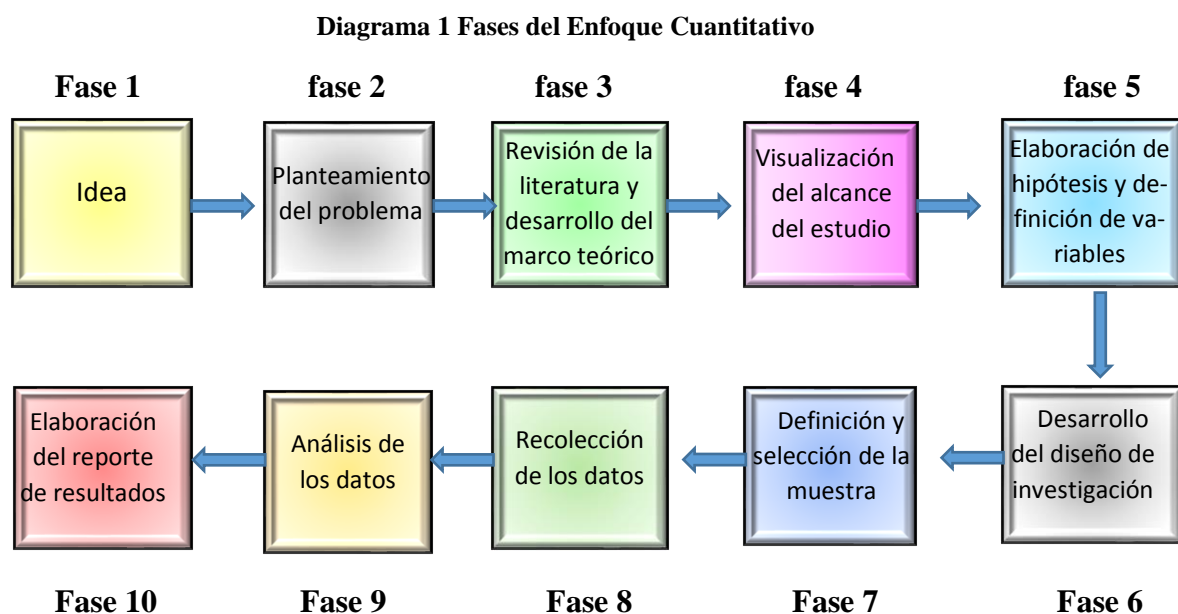 Diagrama 1 Fases del Enfoque Cuantitativo
Fase 1
fase 2
fase 3
fase 4
fase 5
Idea
Planteamiento
del problema
Revisión de la
literatura y
desarrollo del
marco teórico
Visualización
del alcance
del estudio
Elaboración de
hipótesis y de-
finición de va-
riables
Desarrollo
del diseño de
investigación
Definición y
selección de la
muestra
Recolección
de los datos
Análisis de
los datos
Elaboración
del reporte
de resultados
Fase 10
Fase 9
Fase 8
Fase 7
Fase 6